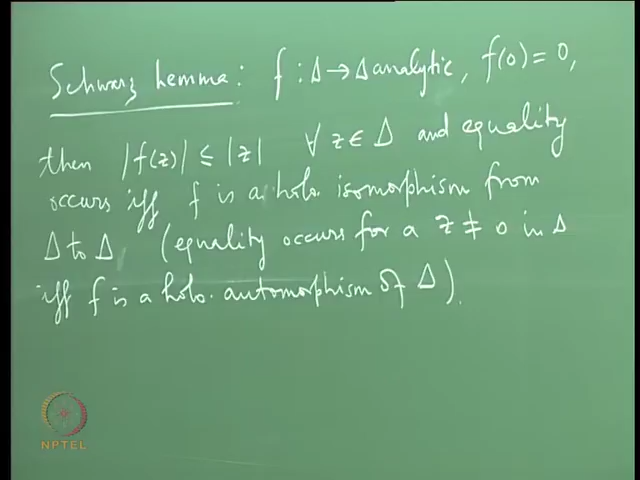 Schwarz Lemma: f : Δ → Δ analytic, f(0) = 0,
then |f(z)| ≤ |z| ∀ z ∈ Δ and equality
occurs iff f is a holo. isomorphism from
Δ to Δ (equality occurs for a z ≠ 0 in Δ
iff f is a holo. automorphism of Δ).
NPTEL